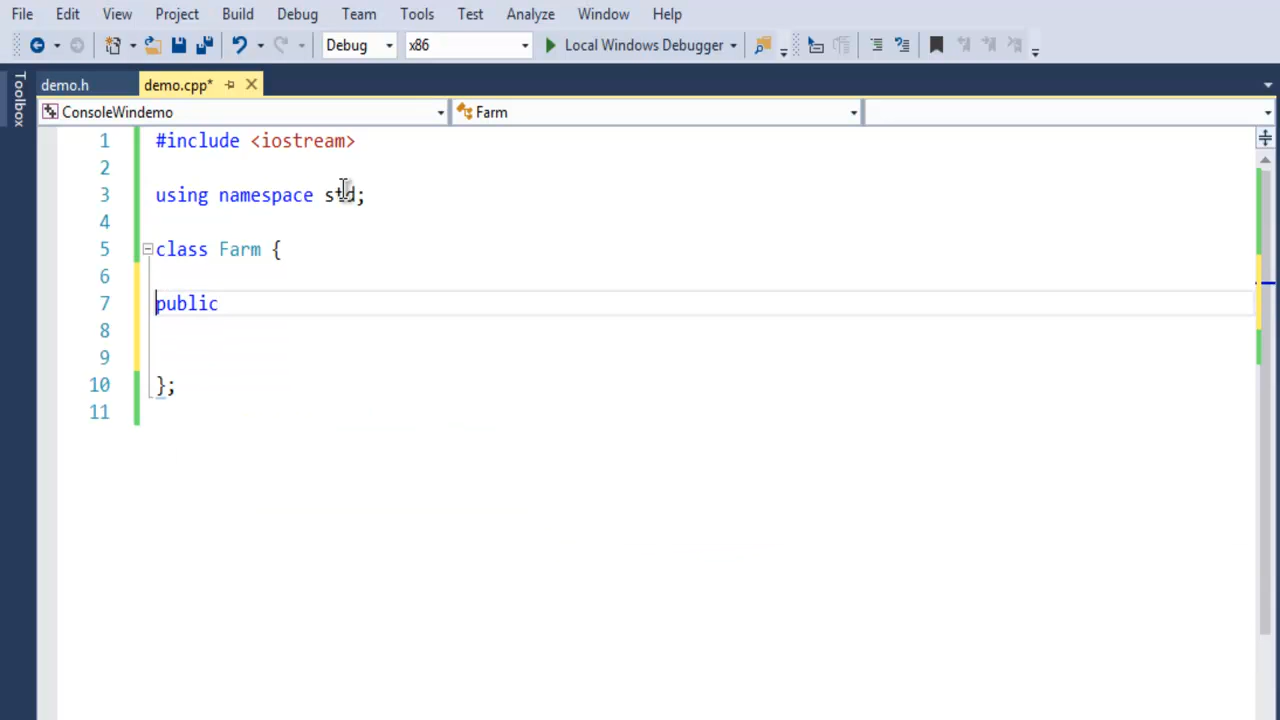 File Edit View Project Build Debug Team Tools Test Analyze Window Help
Debug x86 Local Windows Debugger
Toolbox
demo.h demo.cpp*
ConsoleWindemo Farm
1 #include <iostream>
2
3 using namespace std;
4
5 class Farm {
6
7 public
8
9
10 };
11